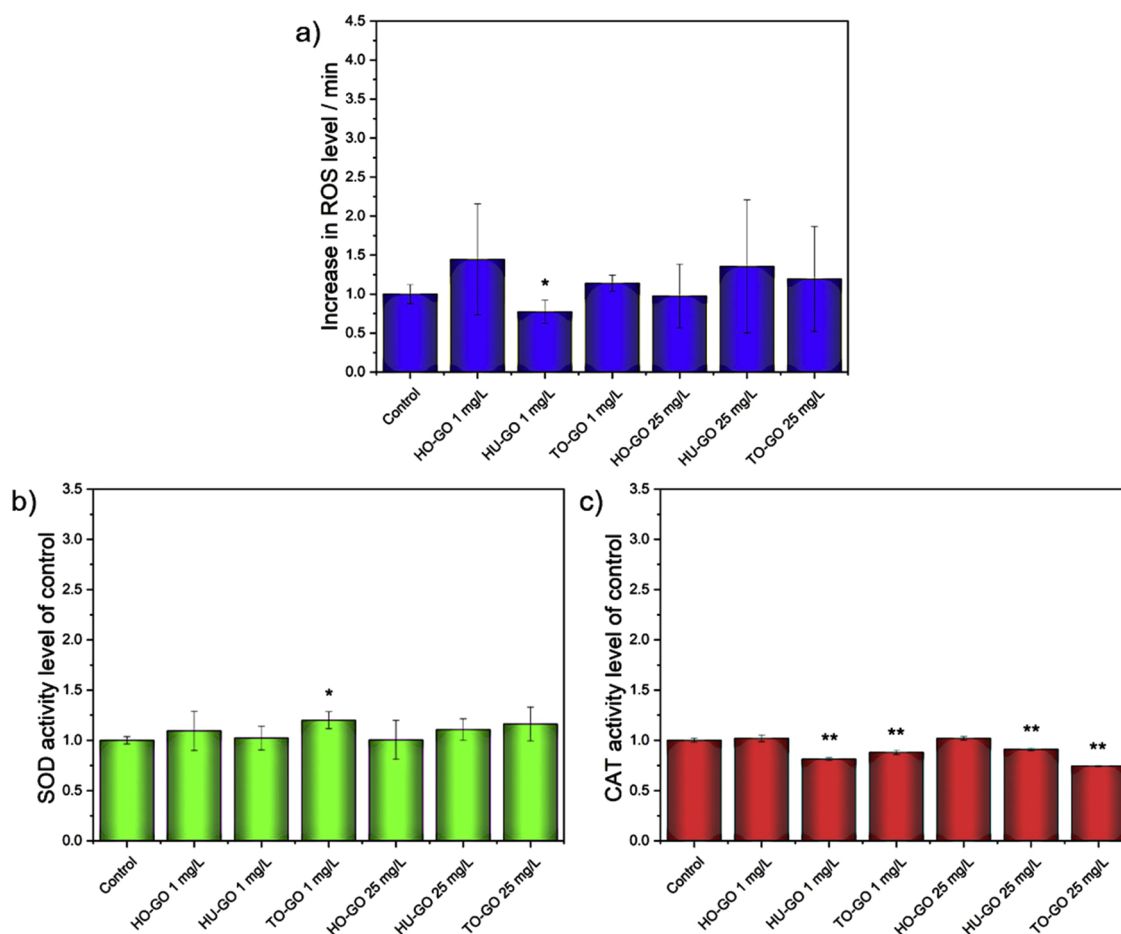 a)
Increase in ROS level / min
4.5
4.0
3.5
3.0
2.5
2.0
1.5
1.0
0.5
0.0
*
Control
HO-GO 1 mg/L
HU-GO 1 mg/L
TO-GO 1 mg/L
HO-GO 25 mg/L
HU-GO 25 mg/L
TO-GO 25 mg/L
b)
SOD activity level of control
3.5
3.0
2.5
2.0
1.5
1.0
0.5
0.0
*
Control
HO-GO 1 mg/L
HU-GO 1 mg/L
TO-GO 1 mg/L
HO-GO 25 mg/L
HU-GO 25 mg/L
TO-GO 25 mg/L
c)
CAT activity level of control
3.5
3.0
2.5
2.0
1.5
1.0
0.5
0.0
** ** ** **
Control
HO-GO 1 mg/L
HU-GO 1 mg/L
TO-GO 1 mg/L
HO-GO 25 mg/L
HU-GO 25 mg/L
TO-GO 25 mg/L